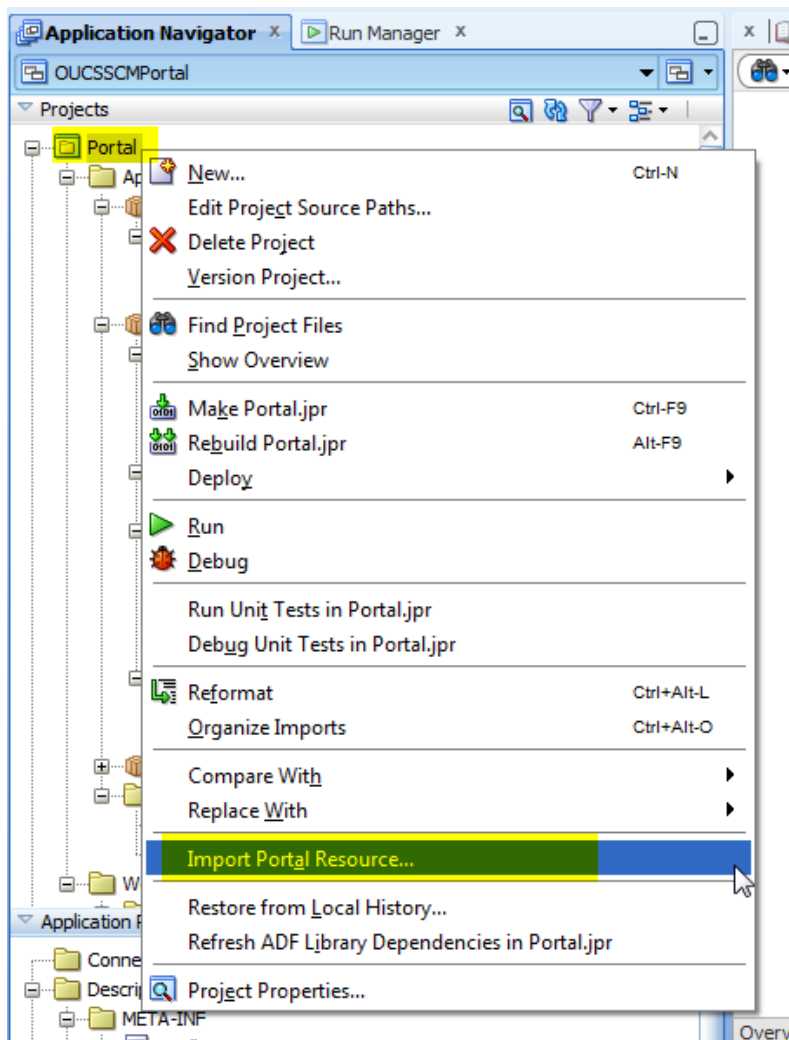 Application Navigator x Run Manager x x
OUCSSCMPortal
Projects
Portal
New... Ctrl-N
Edit Project Source Paths...
Delete Project
Version Project...
Find Project Files
Show Overview
Make Portal.jpr Ctrl-F9
Rebuild Portal.jpr Alt-F9
Deploy
Run
Debug
Run Unit Tests in Portal.jpr
Debug Unit Tests in Portal.jpr
Reformat Ctrl+Alt-L
Organize Imports Ctrl+Alt-O
Compare With
Replace With
Import Portal Resource...
Restore from Local History...
Refresh ADF Library Dependencies in Portal.jpr
Application
Conne
Project Properties...
Descrip
META-INF
Overv